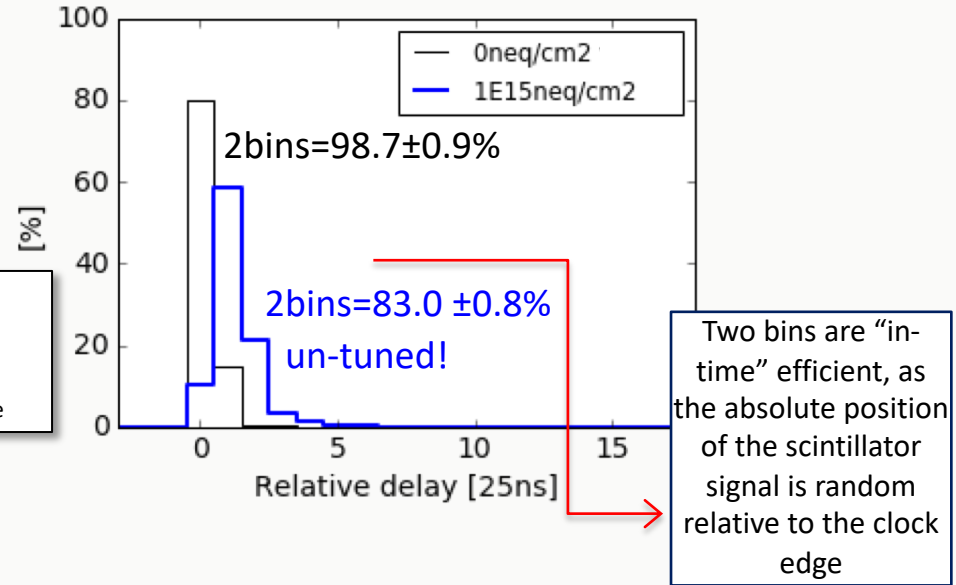 100
80
60
40
20
0
[%]
0neq/cm2
1E15neq/cm2
2bins=98.7±0.9%
2bins=83.0 ±0.8%
un-tuned!
0
5
10
15
Relative delay [25ns]
e
Two bins are “in-
time” efficient, as
the absolute position
of the scintillator
signal is random
relative to the clock
edge